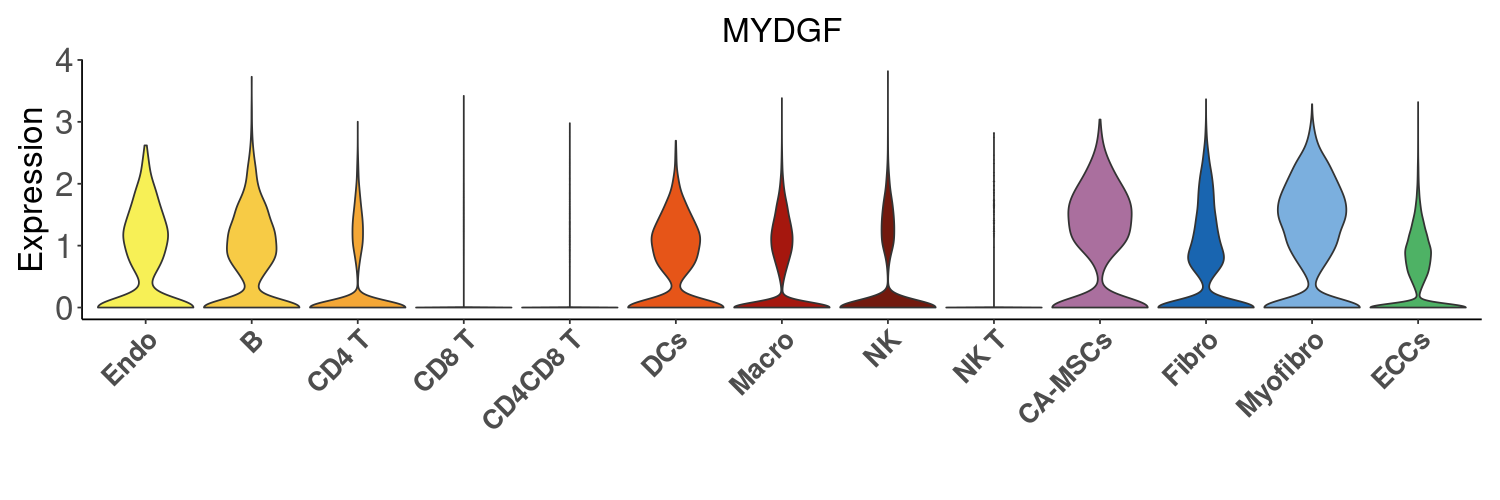 MYDGF
Expression
4
3
2
1
0
Endo
B
CD4 T
CD8 T
CD4CD8 T
DCs
Macro
NK
NK T
CA-MSCs
Fibro
Myofibro
ECCs